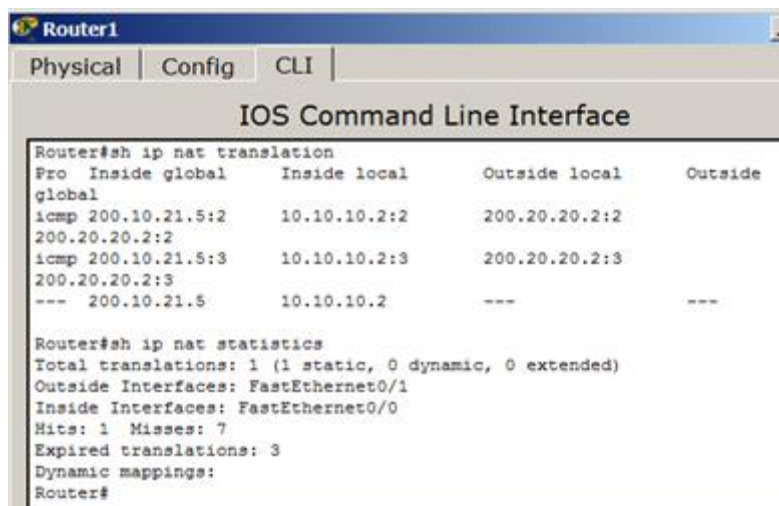 Router1
Physical Config CLI
IOS Command Line Interface
Router#sh ip nat translation
Pro Inside global Inside local Outside local Outside
global
icmp 200.10.21.5:2 10.10.10.2:2 200.20.20.2:2
200.20.20.2:2
icmp 200.10.21.5:3 10.10.10.2:3 200.20.20.2:3
200.20.20.2:3
--- 200.10.21.5 10.10.10.2 --- ---
Router#sh ip nat statistics
Total translations: 1 (1 static, 0 dynamic, 0 extended)
Outside Interfaces: FastEthernet0/1
Inside Interfaces: FastEthernet0/0
Hits: 1 Misses: 7
Expired translations: 3
Dynamic mappings:
Router#